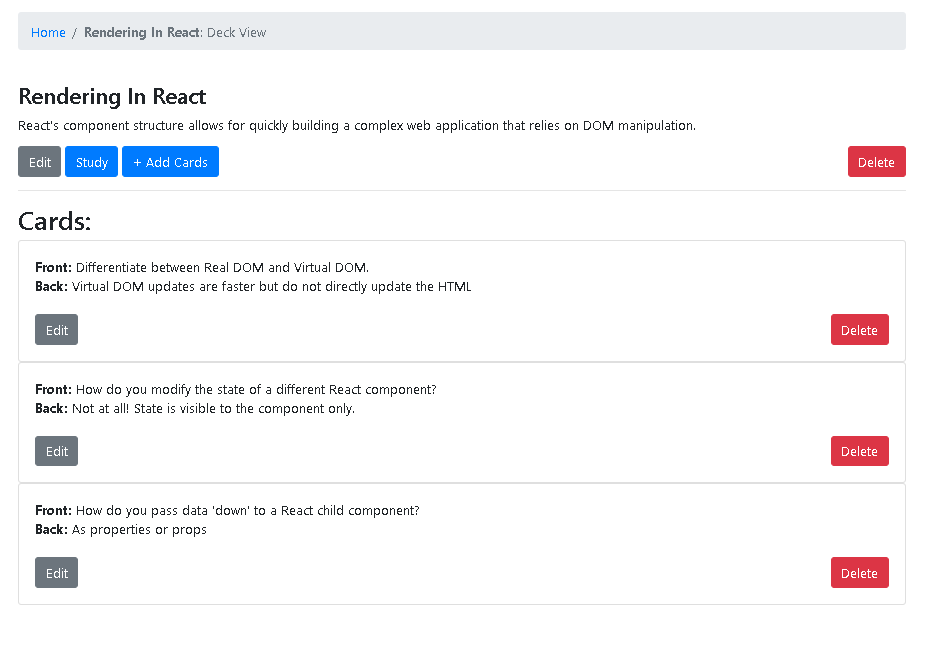 Home / Rendering In React: Deck View
Rendering In React
React's component structure allows for quickly building a complex web application that relies on DOM manipulation.
Edit Study + Add Cards Delete
Cards:
Front: Differentiate between Real DOM and Virtual DOM.
Back: Virtual DOM updates are faster but do not directly update the HTML
Edit Delete
Front: How do you modify the state of a different React component?
Back: Not at all! State is visible to the component only.
Edit Delete
Front: How do you pass data 'down' to a React child component?
Back: As properties or props
Edit Delete